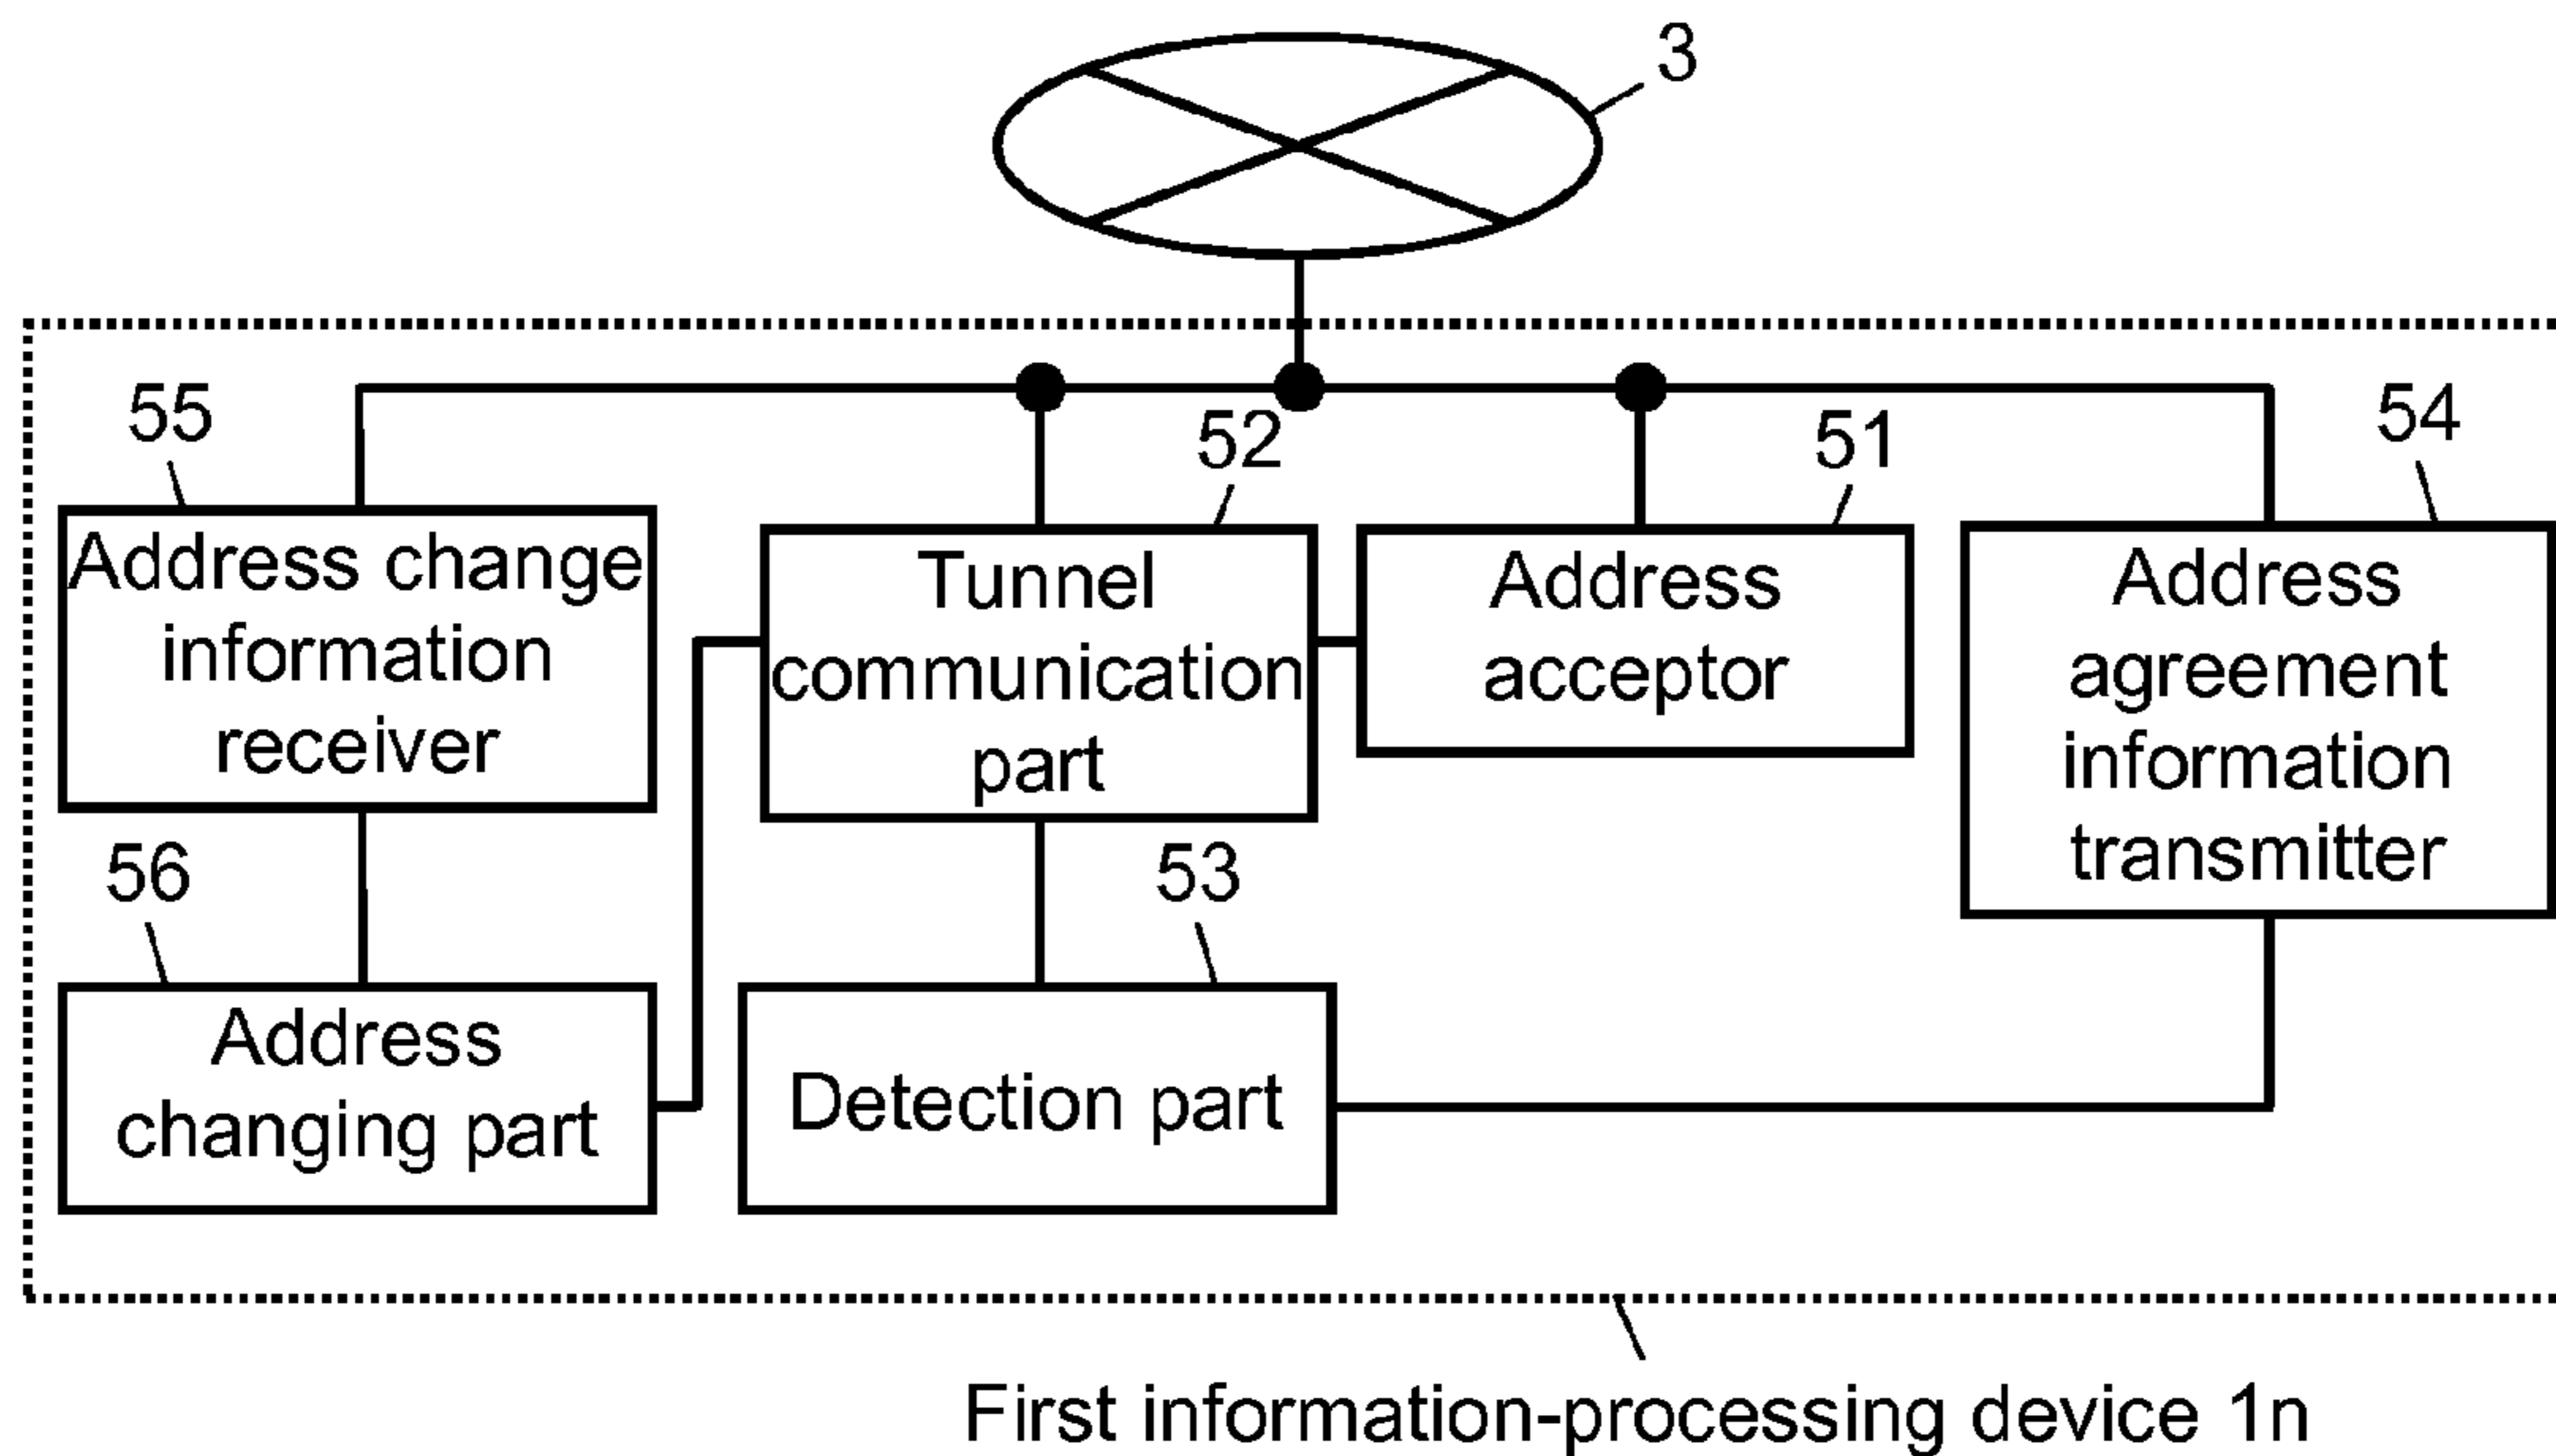 3
55
52
51
54
Address change
information
receiver
Tunnel
communication
part
Address
acceptor
Address
agreement
information
transmitter
56
53
Address
changing part
Detection part
First information-processing device 1n